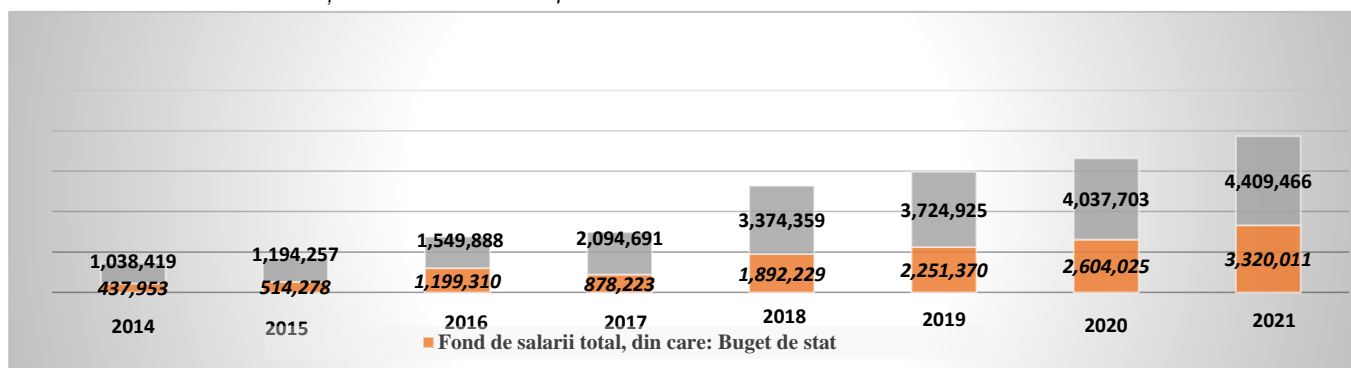 1,038,419 1,194,257 1,549,888 2,094,691 3,374,359 3,724,925 4,037,703 4,409,466
437,953 514,278 1,199,310 878,223 1,892,229 2,251,370 2,604,025 3,320,011
2014 2015 2016 2017 2018 2019 2020 2021
Fond de salarii total, din care: Buget de stat